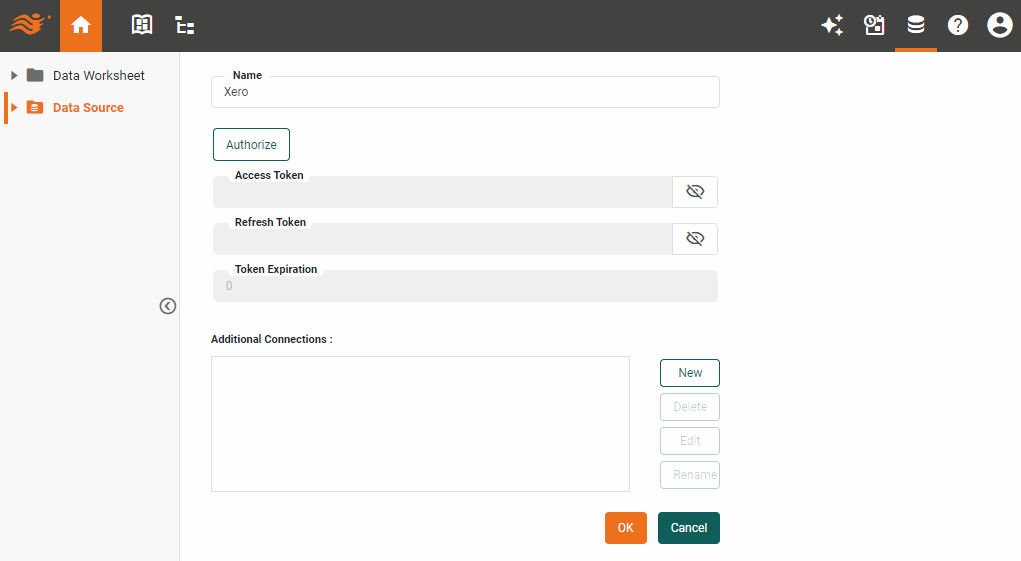 Data Worksheet
Data Source
Name
Xero
Authorize
Access Token
Refresh Token
Token Expiration
0
Additional Connections :
New
Delete
Edit
Rename
OK
Cancel